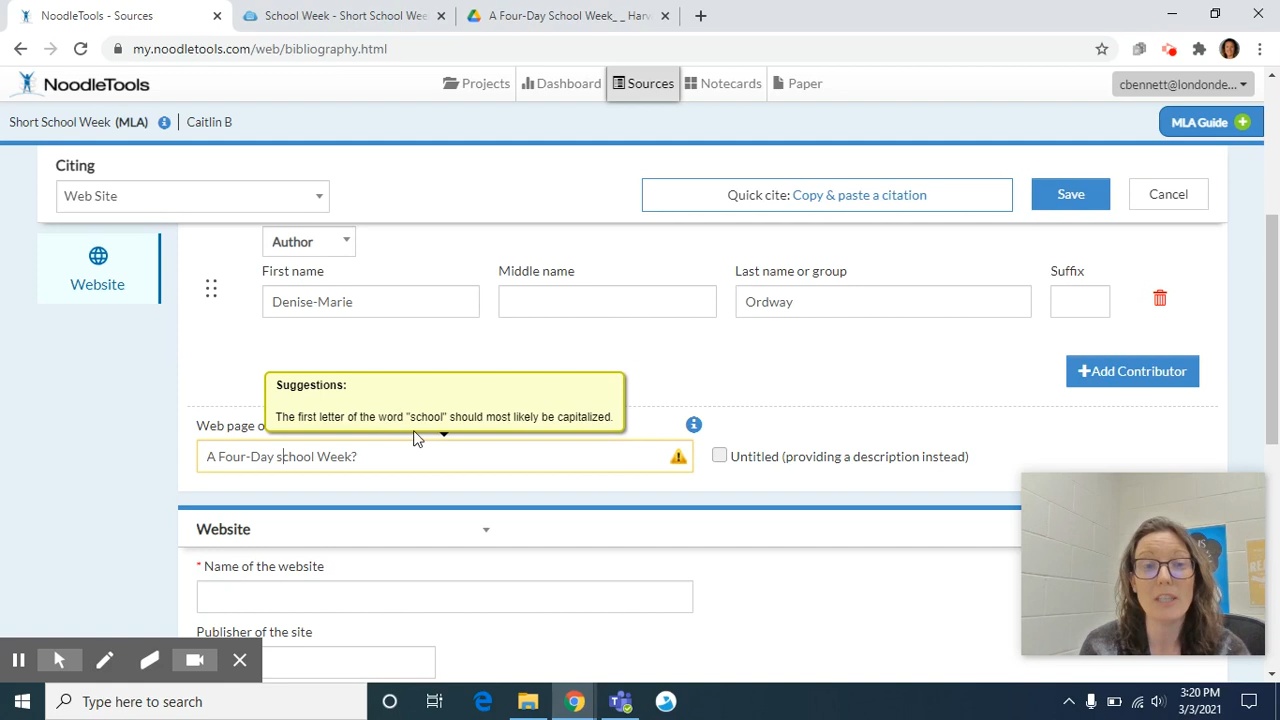 NoodleTools - Sources
School Week - Short School Wee
A Four-Day School Week_ _ Harv
my.noodletools.com/web/bibliography.html
NoodleTools
Projects
Dashboard
Sources
Notecards
Paper
cbennett@londonde...
Short School Week (MLA)
Caitlin B
MLA Guide
Citing
Web Site
Quick cite: Copy & paste a citation
Save
Cancel
Website
Author
First name
Middle name
Last name or group
Suffix
Denise-Marie
Ordway
+Add Contributor
Suggestions:
The first letter of the word "school" should most likely be capitalized.
Web page o
A Four-Day school Week?
Untitled (providing a description instead)
Website
* Name of the website
Publisher of the site
Type here to search
3:20 PM
3/3/2021